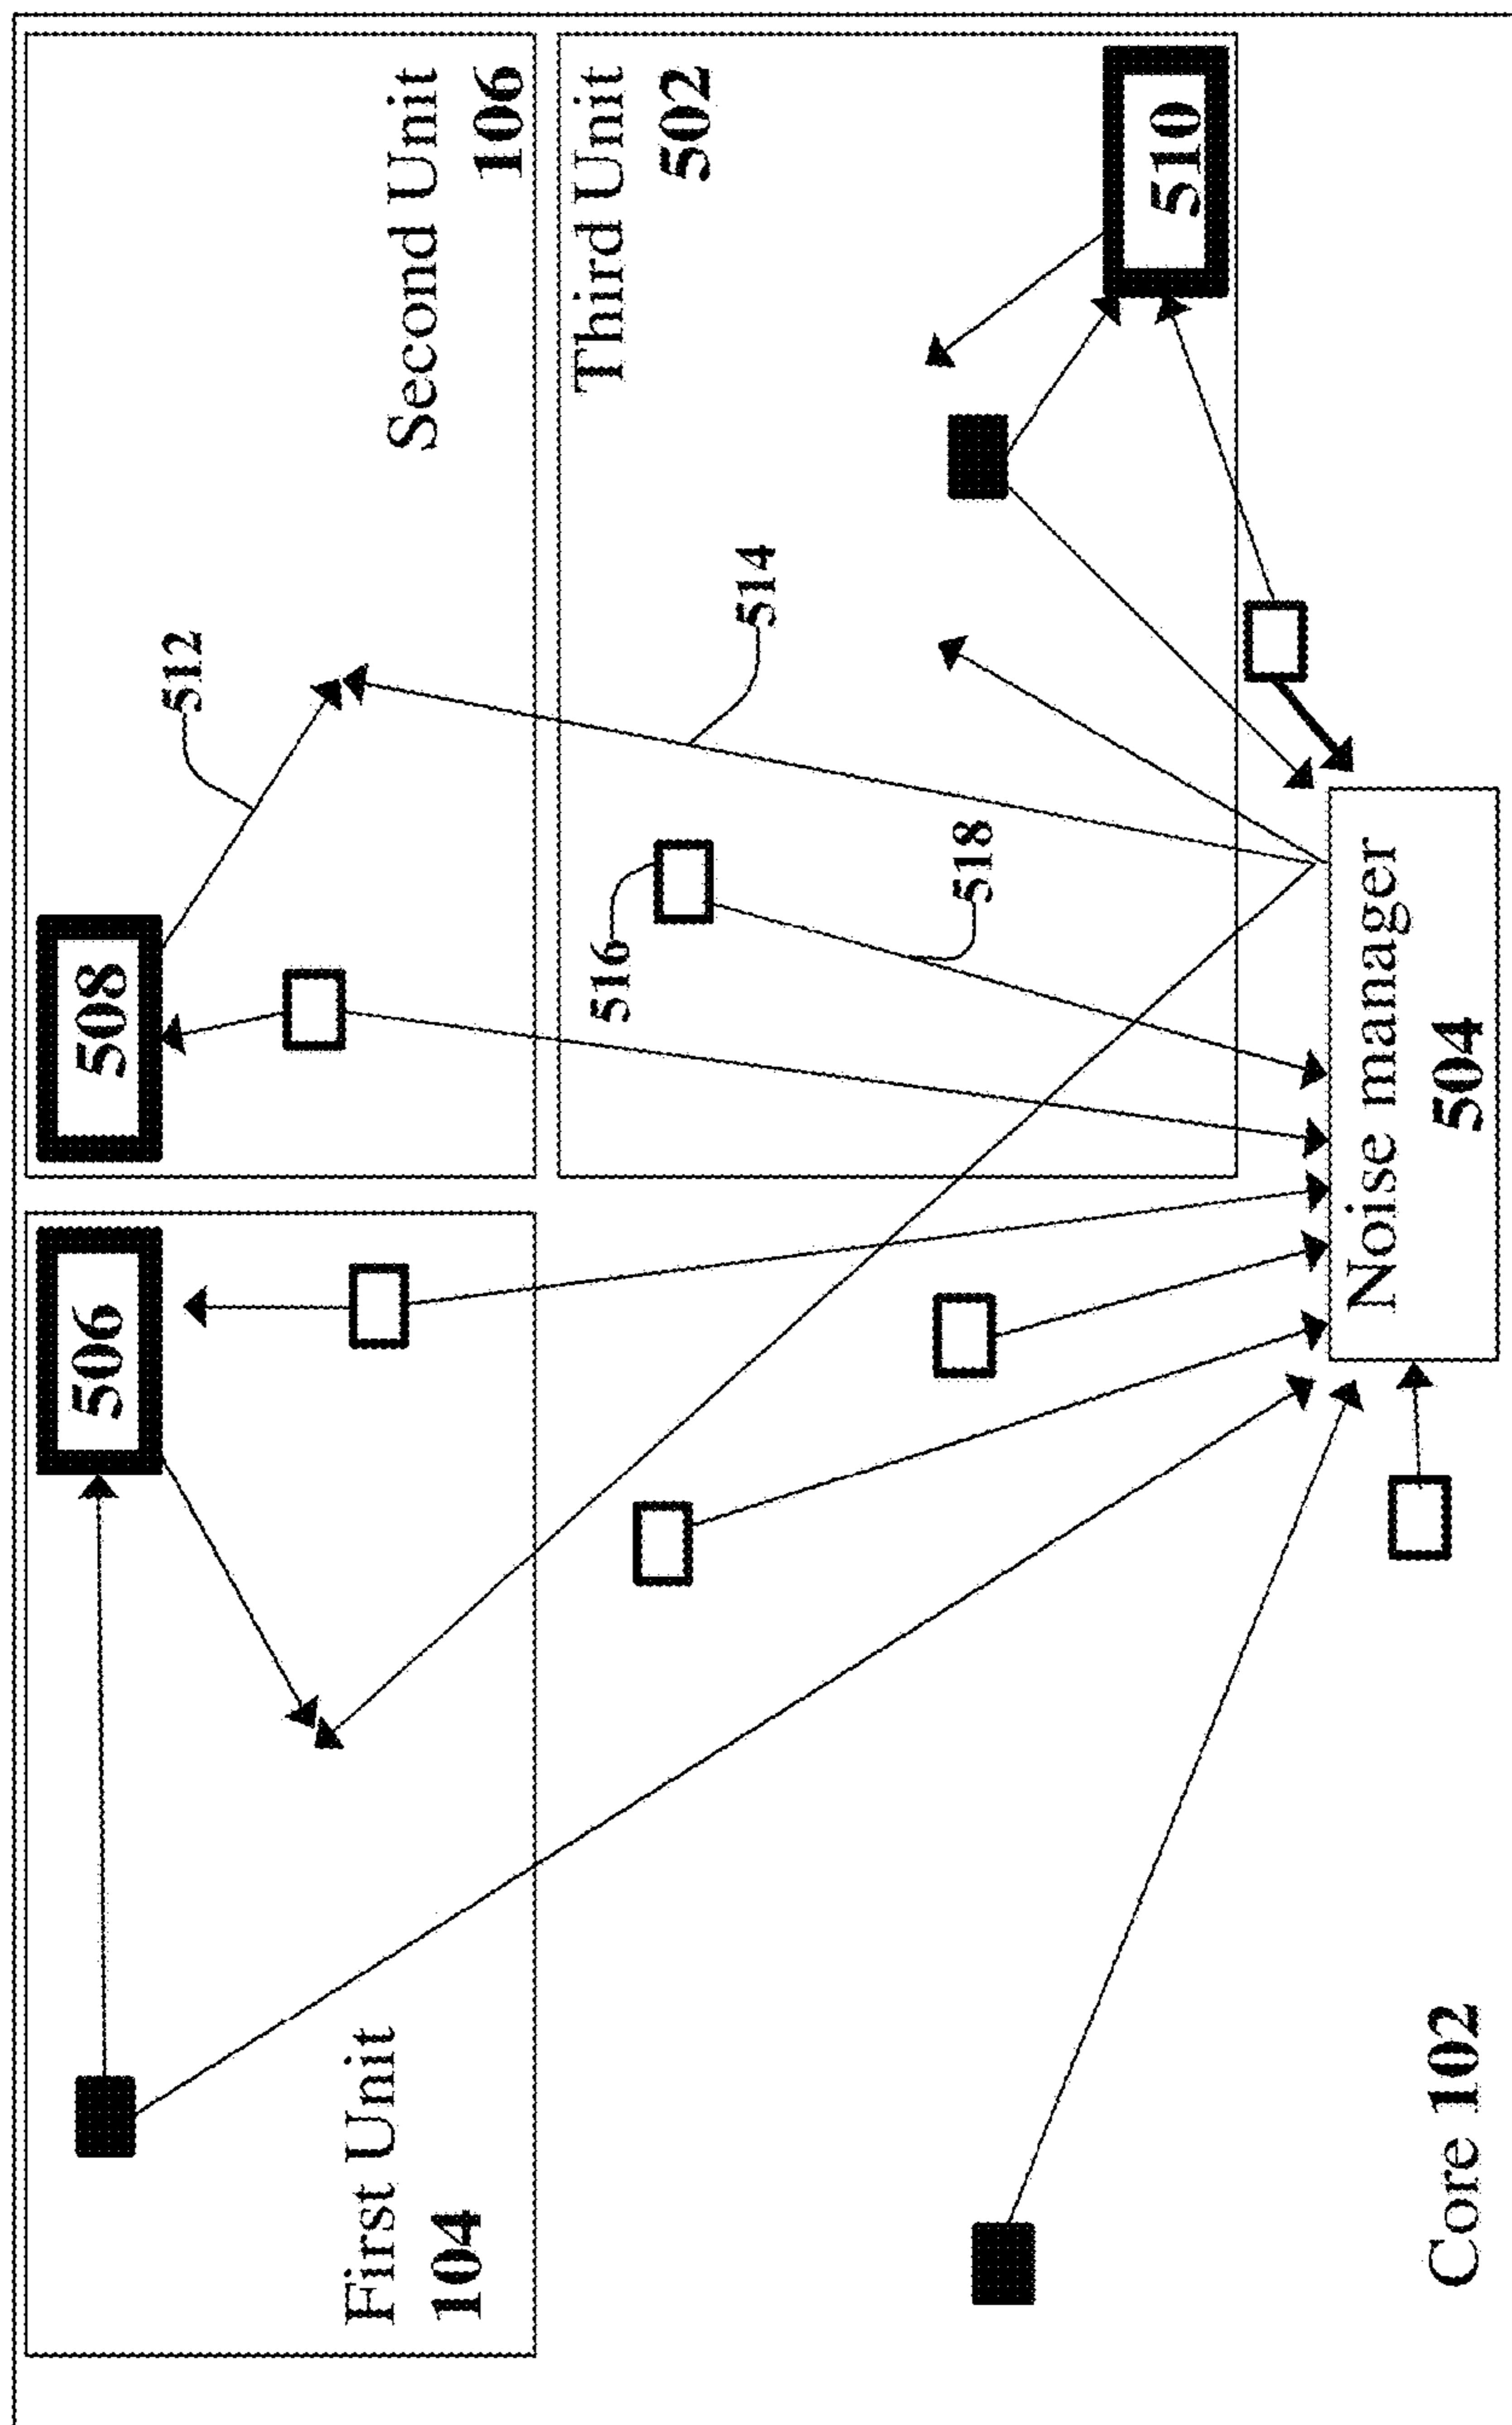 506
508
512
First Unit
104
Second Unit
106
516
514
518
Third Unit
502
510
Core 102
Noise manager
504